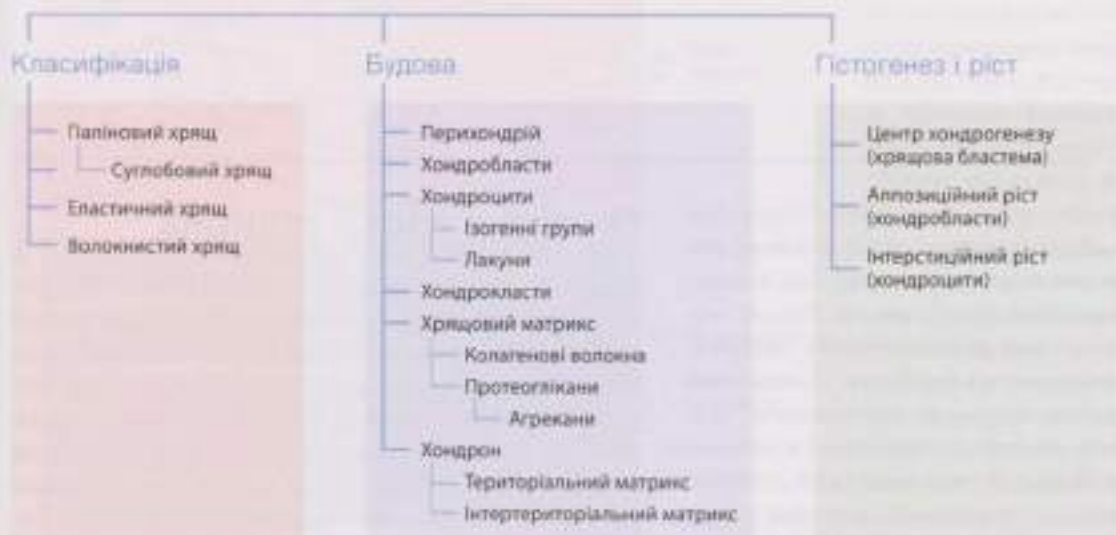 Класифікація
Гіаліновий хрящ
Суглобовий хрящ
Еластичний хрящ
Волокнистий хрящ
Будова
Перихондрій
Хондробласти
Хондроцити
Ізогенні групи
Лакуни
Хондрокласти
Хрящовий матрикс
Колагенові волокна
Протеоглікани
Агрекани
Хондрон
Територіальний матрикс
Інтертериторіальний матрикс
Гістогенез і ріст
Центр хондрогенезу
(хрящова бластема)
Аппозиційний ріст
(хондробласти)
Інтерстиційний ріст
(хондроцити)